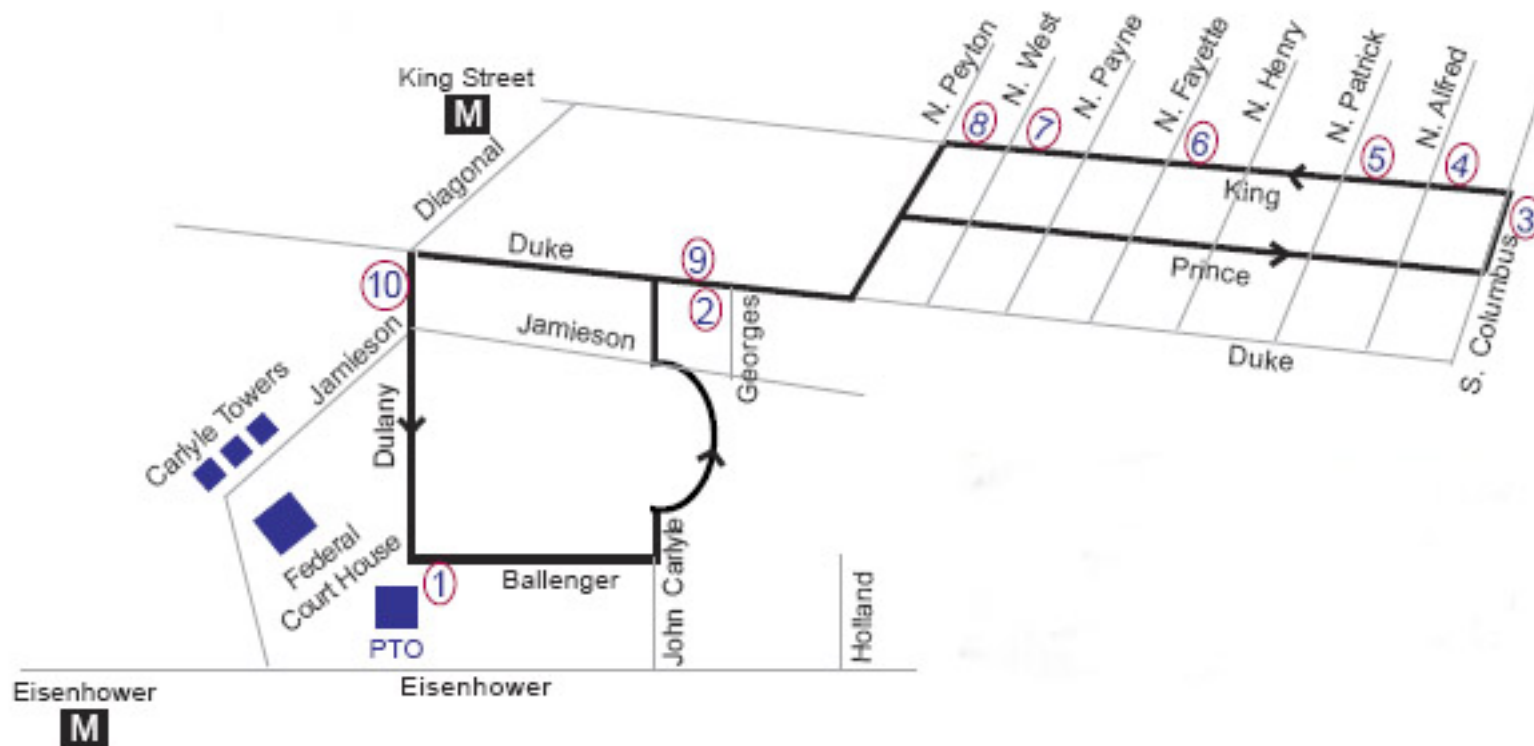 King Street
M
Diagonal
N. Peyton
N. West
N. Payne
N. Fayette
N. Henry
N. Patrick
N. Alfred
8
7
6
5
4
3
King
Prince
Duke
S. Columbus
Duke
9
2
10
Jamieson
Georges
Jamieson
Carlyle Towers
Dulany
Federal
Court House
1
Ballenger
John Carlyle
Holland
PTO
Eisenhower
M
Eisenhower